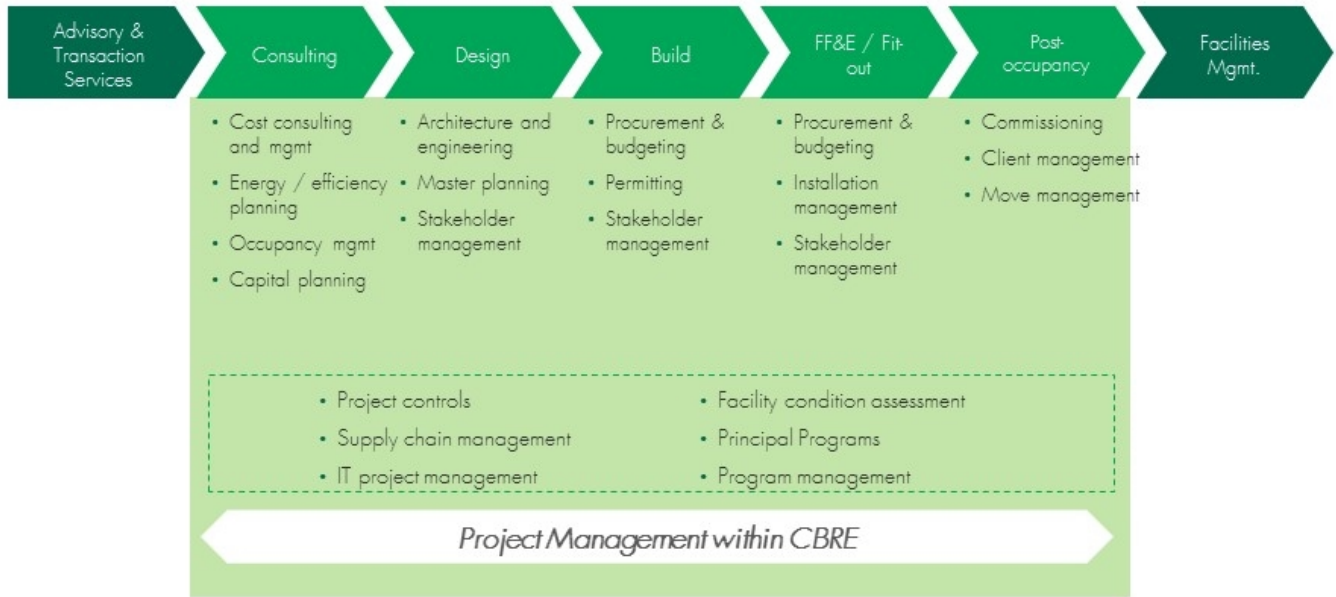 Advisory &
Transaction
Services
Consulting
Design
Build
FF&E / Fit-
out
Post-
occupancy
Facilities
Mgmt.
• Cost consulting
and mgmt
• Energy / efficiency
planning
• Occupancy mgmt
• Capital planning
• Architecture and
engineering
• Master planning
• Stakeholder
management
• Procurement &
budgeting
• Permitting
• Stakeholder
management
• Procurement &
budgeting
• Installation
management
• Stakeholder
management
• Commissioning
• Client management
• Move management
• Project controls
• Supply chain management
• IT project management
• Facility condition assessment
• Principal Programs
• Program management
Project Management within CBRE